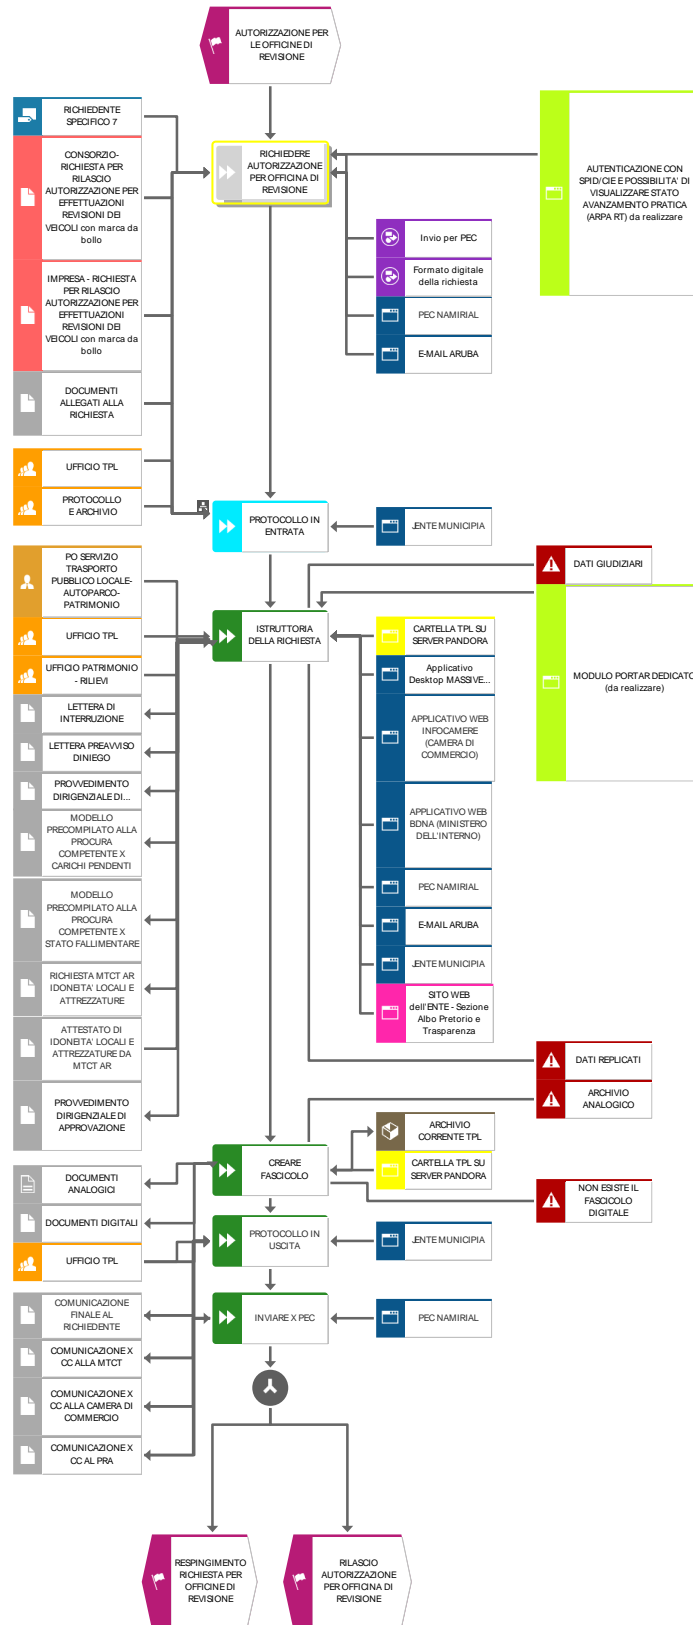 AUTORIZZAZIONE PER
LE OFFICINE DI
REVISIONE
RICHIEDENTE
SPECIFICO 7
CONSORZIO-
RICHIESTA PER
RILASCIO
AUTORIZZAZIONE PER
EFFETTUAZIONI
REVISIONI DEI
VEICOLI con marca da
bollo
IMPRESA - RICHIESTA
PER RILASCIO
AUTORIZZAZIONE PER
EFFETTUAZIONI
REVISIONI DEI
VEICOLI con marca da
bollo
DOCUMENTI
ALLEGATI ALLA
RICHIESTA
UFFICIO TPL
PROTOCOLLO
E ARCHIVIO
RICHIEDERE
AUTORIZZAZIONE
PER OFFICINA DI
REVISIONE
AUTENTICAZIONE CON
SPID/CIE E POSSIBILITA' DI
VISUALIZZARE STATO
AVANZAMENTO PRATICA
(ARPA RT) da realizzare
Invio per PEC
Formato digitale
della richiesta
PEC NAMIRIAL
E-MAIL ARUBA
PROTOCOLLO IN
ENTRATA
JENTE MUNICIPIA
PO SERVIZIO
TRASPORTO
PUBBLICO LOCALE-
AUTOPARCO-
PATRIMONIO
UFFICIO TPL
UFFICIO PATRIMONIO
- RILIEVI
LETTERA DI
INTERRUZIONE
LETTERA PREAVVISO
DINIEGO
PROVVEDIMENTO
DIRIGENZIALE DI...
MODELLO
PRECOMPILATO ALLA
PROCURA
COMPETENTE X
CARICHI PENDENTI
MODELLO
PRECOMPILATO ALLA
PROCURA
COMPETENTE X
STATO FALLIMENTARE
RICHIESTA MTCT AR
IDONEITA' LOCALI E
ATTREZZATURE
ATTESTATO DI
IDONEITA' LOCALI E
ATTREZZATURE DA
MTCT AR
PROVVEDIMENTO
DIRIGENZIALE DI
APPROVAZIONE
ISTRUTTORIA
DELLA RICHIESTA
DATI GIUDIZIARI
MODULO PORTAR DEDICATO
(da realizzare)
CARTELLA TPL SU
SERVER PANDORA
Applicativo
Desktop MASSIVE...
APPLICATIVO WEB
INFOCAMERE
(CAMERA DI
COMMERCIO)
APPLICATIVO WEB
BDNA (MINISTERO
DELL'INTERNO)
PEC NAMIRIAL
E-MAIL ARUBA
JENTE MUNICIPIA
SITO WEB
dell'ENTE - Sezione
Albo Pretorio e
Trasparenza
DATI REPLICATI
ARCHIVIO
ANALOGICO
CREARE
FASCICOLO
ARCHIVIO
CORRENTE TPL
CARTELLA TPL SU
SERVER PANDORA
NON ESISTE IL
FASCICOLO
DIGITALE
DOCUMENTI
ANALOGICI
DOCUMENTI DIGITALI
UFFICIO TPL
PROTOCOLLO IN
USCITA
JENTE MUNICIPIA
COMUNICAZIONE
FINALE AL
RICHIEDENTE
COMUNICAZIONE X
CC ALLA MTCT
COMUNICAZIONE X
CC ALLA CAMERA DI
COMMERCIO
COMUNICAZIONE X
CC AL PRA
INVIARE X PEC
PEC NAMIRIAL
RESPINGIMENTO
RICHIESTA PER
OFFICINE DI
REVISIONE
RILASCIO
AUTORIZZAZIONE
PER OFFICINA DI
REVISIONE